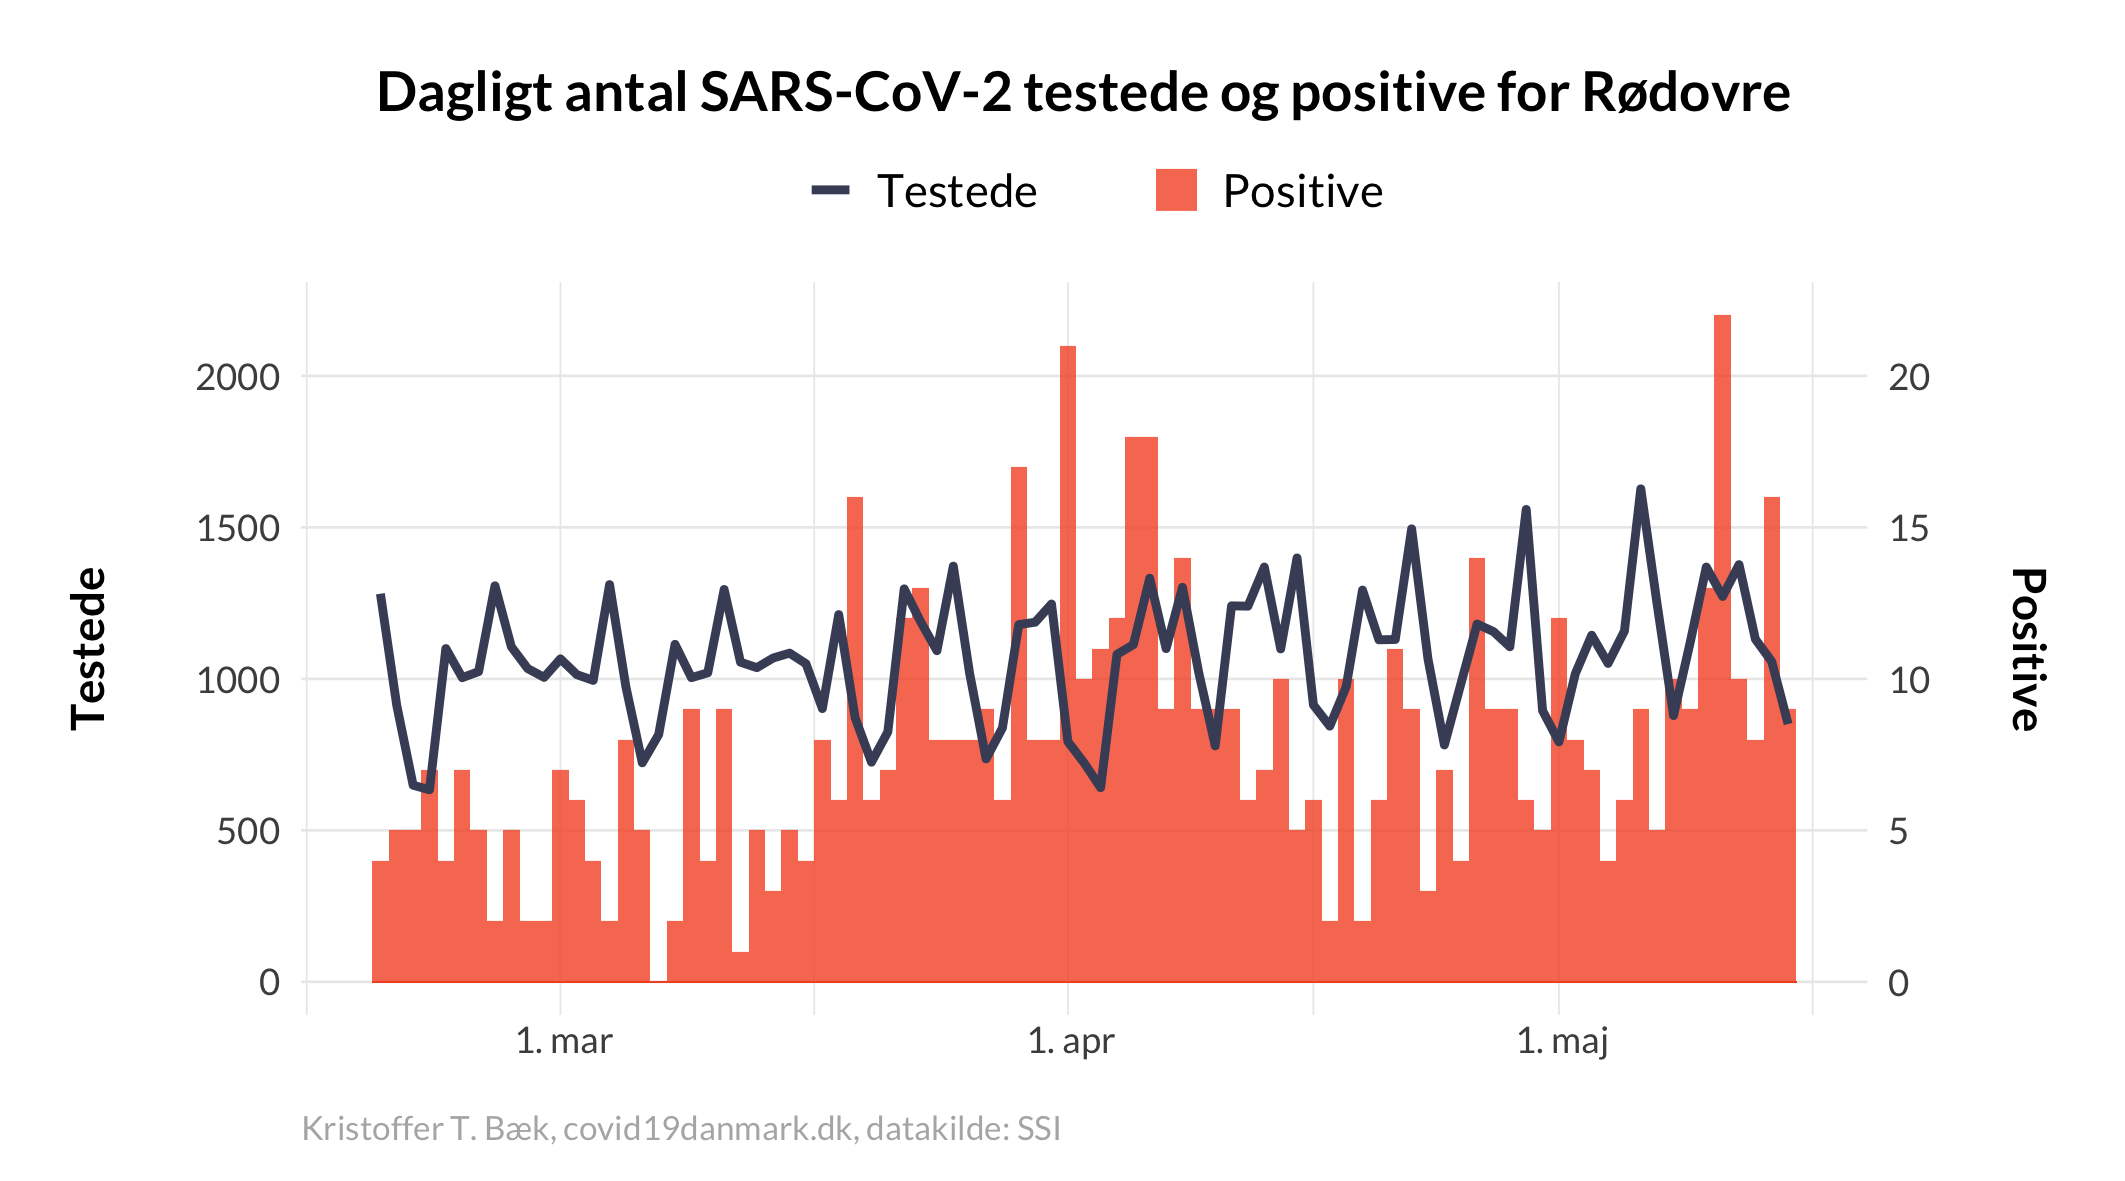 Dagligt antal SARS-CoV-2 testede og positive for Rødovre
Testede
Positive
2000
1500
1000
500
0
20
15
10
5
0
Testede
Positive
1. mar
1. apr
1. maj
Kristoffer T. Bæk, covid19danmark.dk, datakilde: SSI